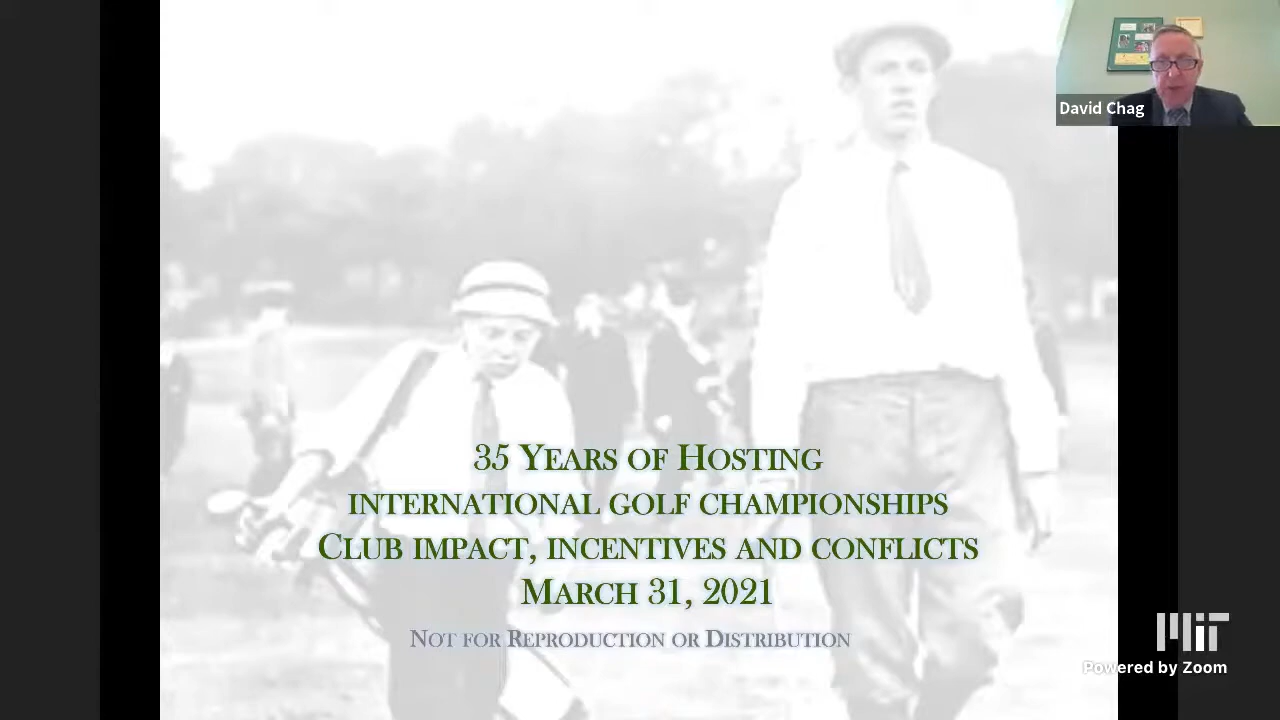 David Chag
35 Years of Hosting
international golf championships
Club impact, incentives and conflicts
March 31, 2021
Not for Reproduction or Distribution
MIT
Powered by Zoom